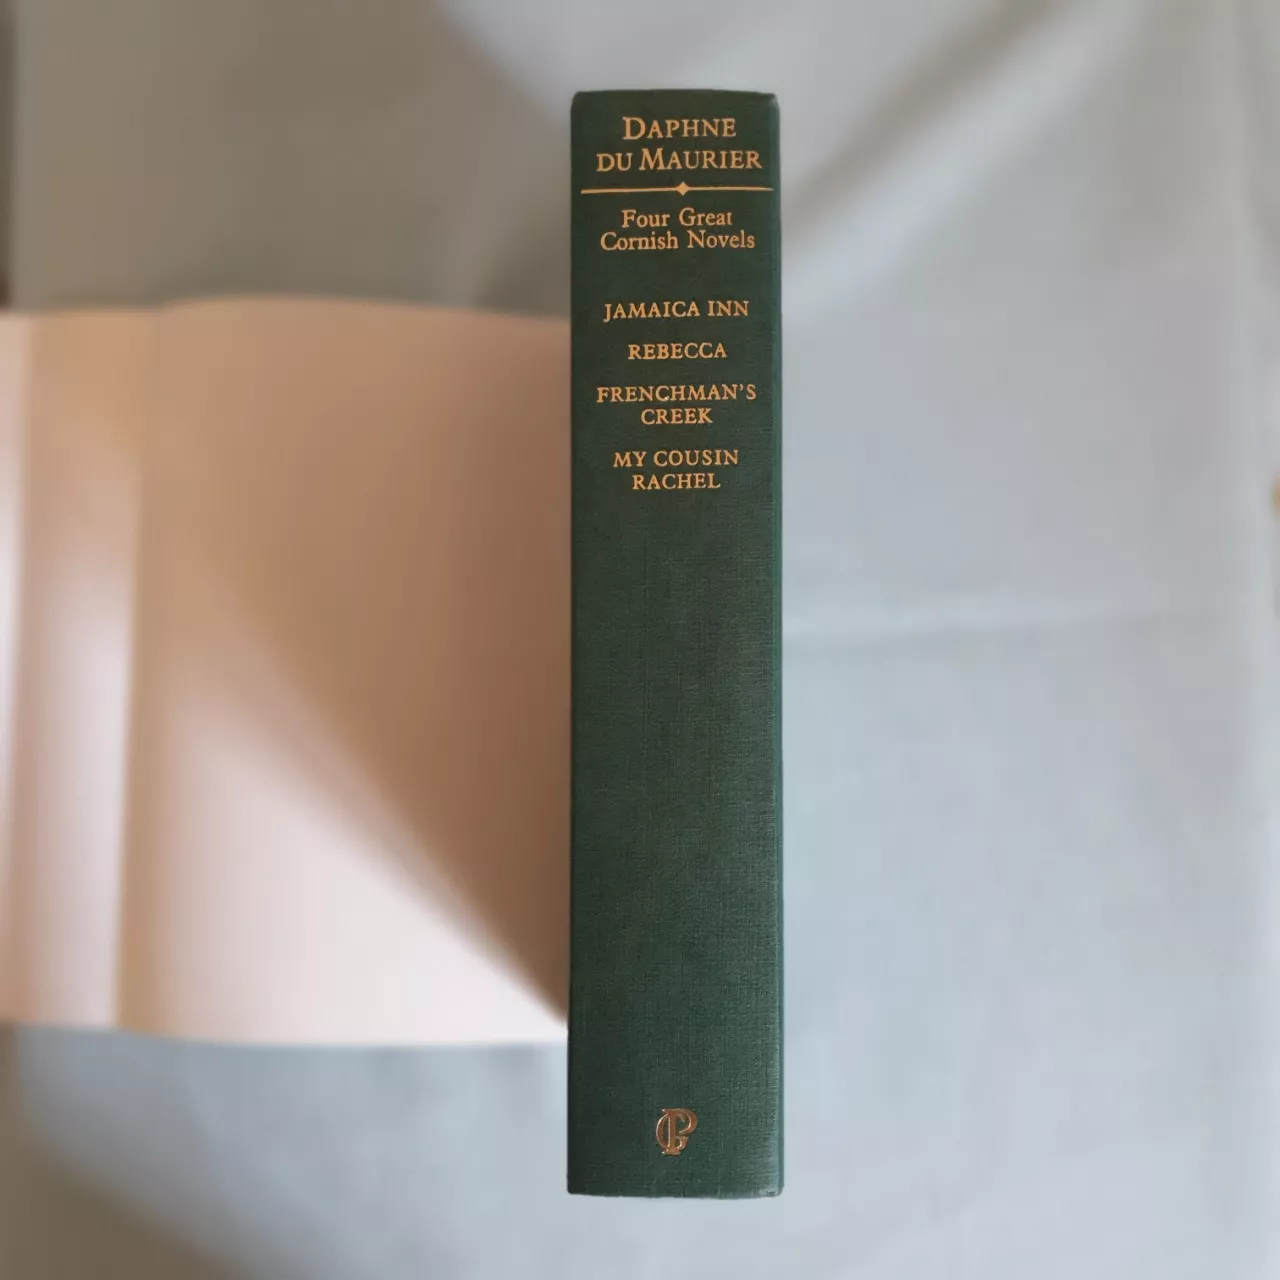 DAPHNE
DU MAURIER
Four Great
Cornish Novels
JAMAICA INN
REBECCA
FRENCHMAN'S
CREEK
MY COUSIN
RACHEL